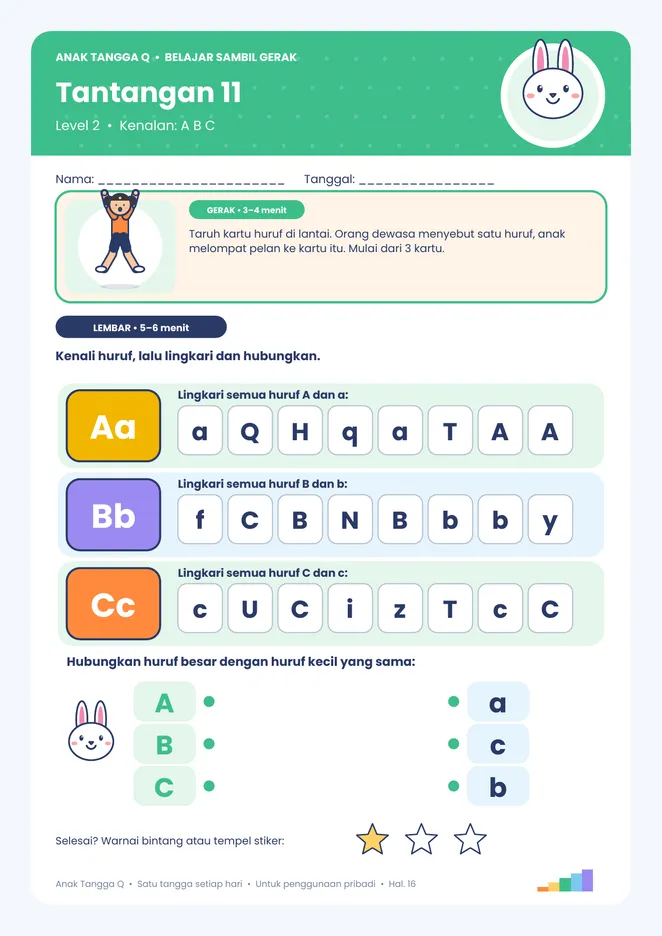 ANAK TANGGA Q • BELAJAR SAMBIL GERAK
Tantangan 11
Level 2 • Kenalan: A B C
Nama: ______________________ Tanggal: ________________
GERAK • 3–4 menit
Taruh kartu huruf di lantai. Orang dewasa menyebut satu huruf, anak
melompat pelan ke kartu itu. Mulai dari 3 kartu.
LEMBAR • 5–6 menit
Kenali huruf, lalu lingkari dan hubungkan.
Lingkari semua huruf A dan a:
Aa a Q H q a T A A
Lingkari semua huruf B dan b:
Bb f C B N B b b y
Lingkari semua huruf C dan c:
Cc c U C i z T c C
Hubungkan huruf besar dengan huruf kecil yang sama:
A a
B c
C b
Selesai? Warnai bintang atau tempel stiker:
Anak Tangga Q • Satu tangga setiap hari • Untuk penggunaan pribadi • Hal. 16